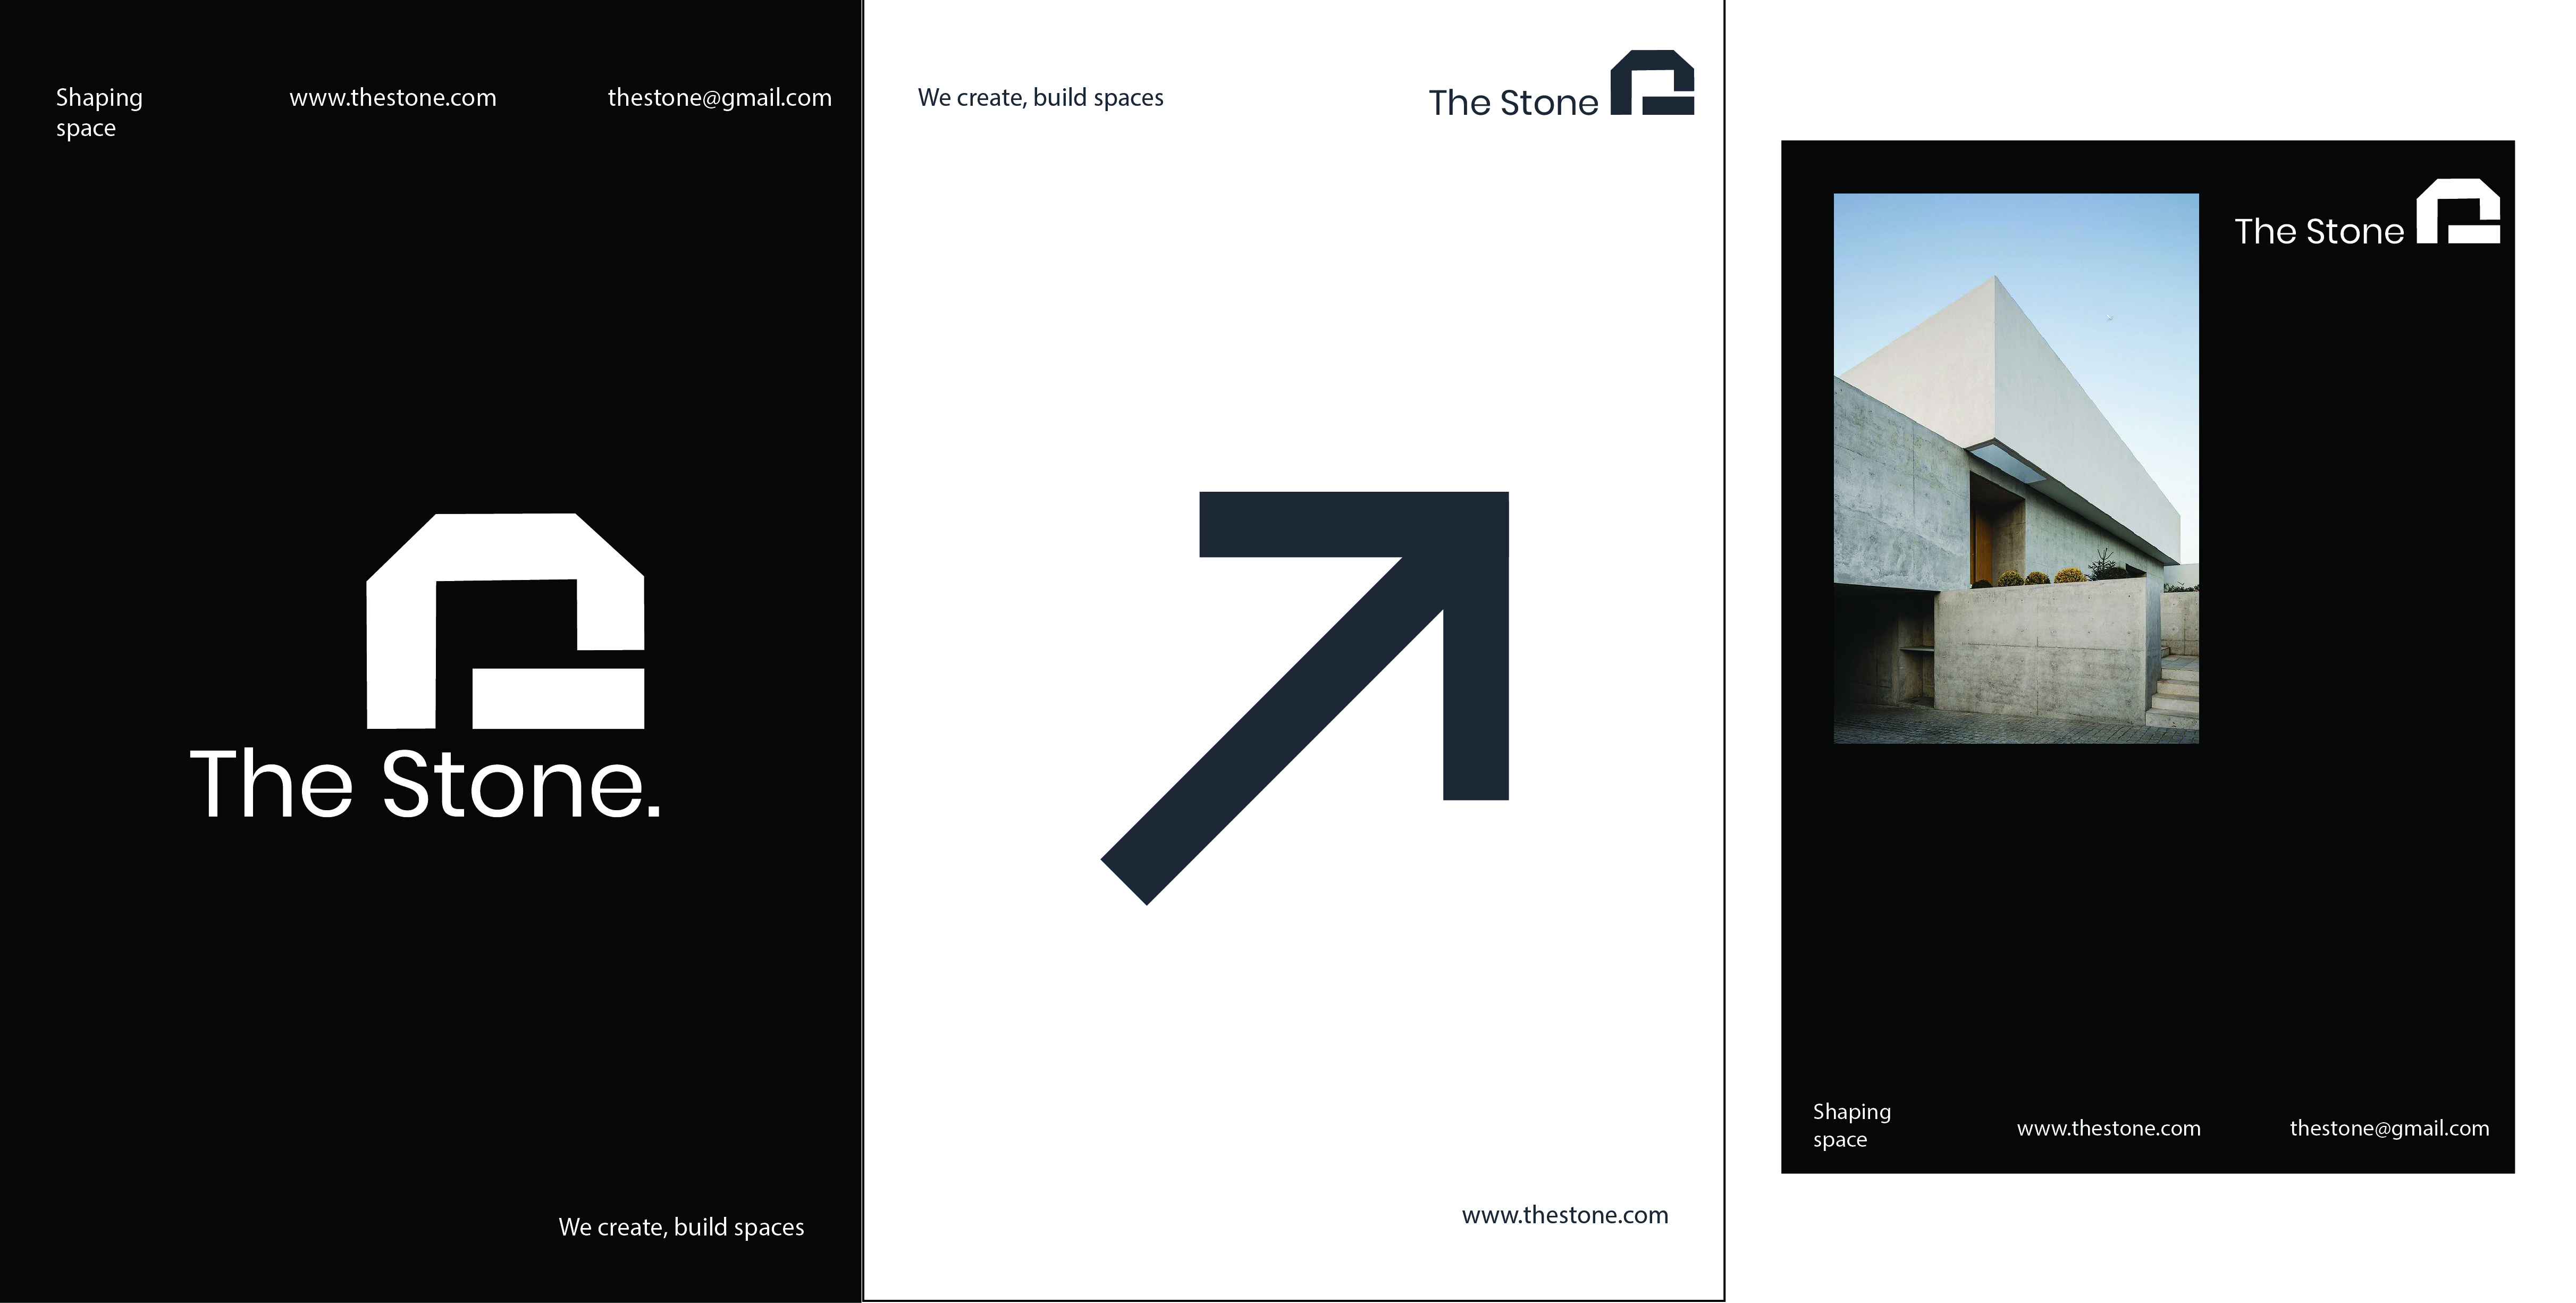 Shaping
space
www.thestone.com
thestone@gmail.com
The Stone.
We create, build spaces
We create, build spaces
The Stone
www.thestone.com
The Stone
Shaping
space
www.thestone.com
thestone@gmail.com